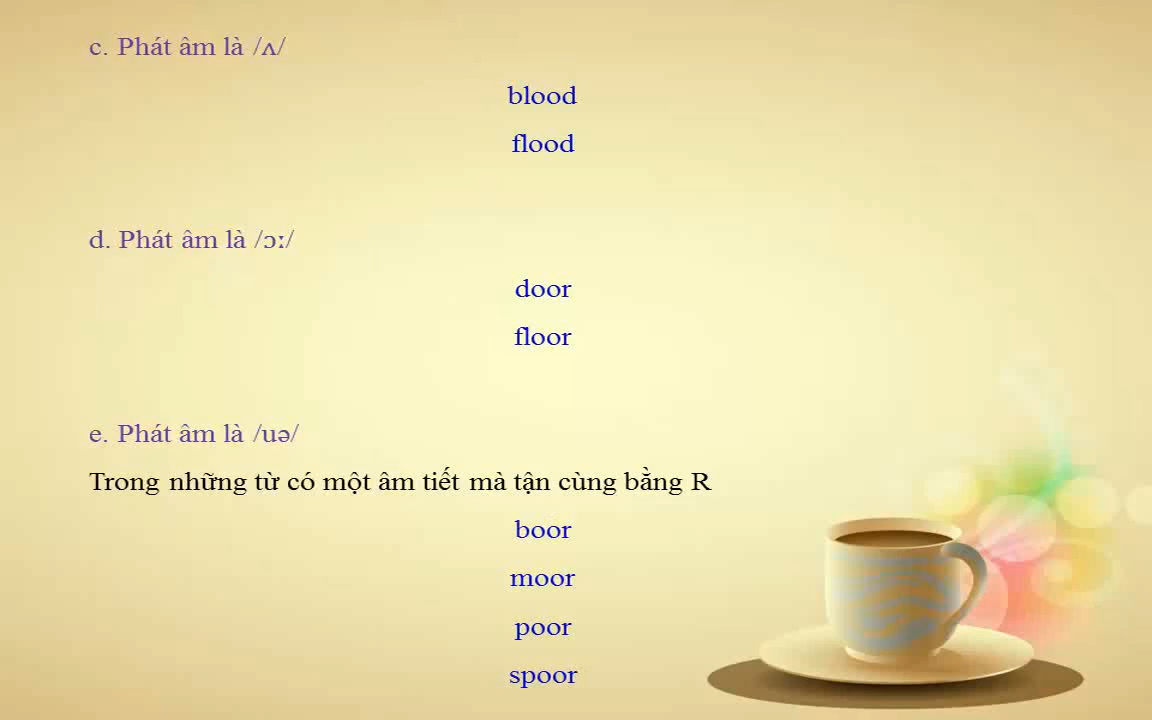 c. Phát âm là /ʌ/
blood
flood
d. Phát âm là /ɔː/
door
floor
e. Phát âm là /uə/
Trong những từ có một âm tiết mà tận cùng bằng R
boor
moor
poor
spoor